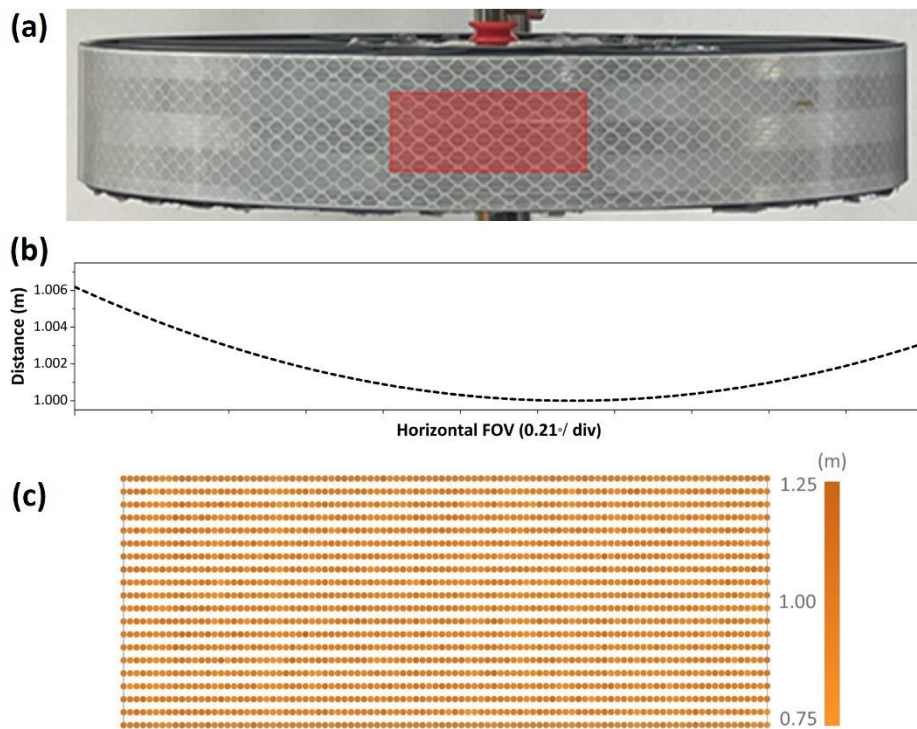 (a)
(b)
Distance (m)
1.006
1.004
1.002
1.000
Horizontal FOV (0.21◦/ div)
(c)
(m)
1.25
1.00
0.75